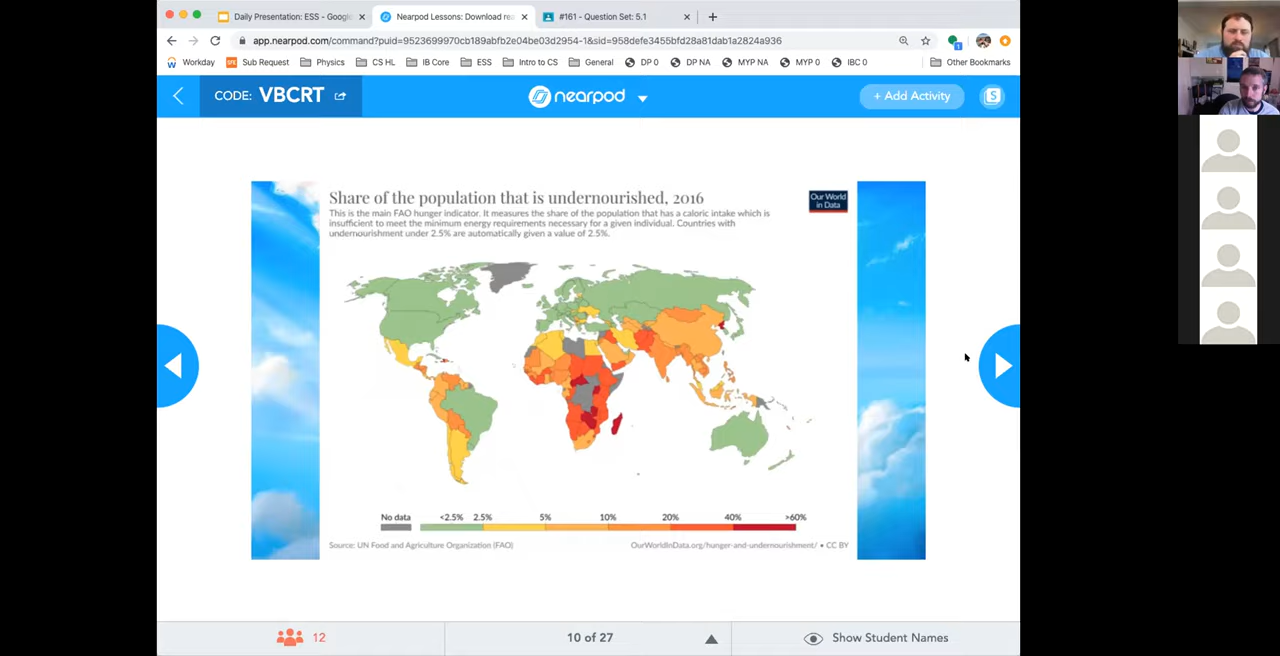 Daily Presentation: ESS - Google
Nearpod Lessons: Download rea
#161 - Question Set: 5.1
app.nearpod.com/command?puid=9523699970cb189abfb2e04be03d2954-1&sid=958defe3455bfd28a81dab1a2824a936
Workday
Sub Request
Physics
CS HL
IB Core
ESS
Intro to CS
General
DP 0
DP NA
MYP NA
MYP 0
IBC 0
Other Bookmarks
CODE: VBCRT
nearpod
+ Add Activity
S
Share of the population that is undernourished, 2016
Our World
in Data
This is the main FAO hunger indicator. It measures the share of the population that has a caloric intake which is
insufficient to meet the minimum energy requirements necessary for a given individual. Countries with
undernourishment under 2.5% are automatically given a value of 2.5%.
No data
<2.5%
2.5%
5%
10%
20%
40%
>60%
Source: UN Food and Agriculture Organization (FAO)
OurWorldInData.org/hunger-and-undernourishment/ • CC BY
12
10 of 27
Show Student Names